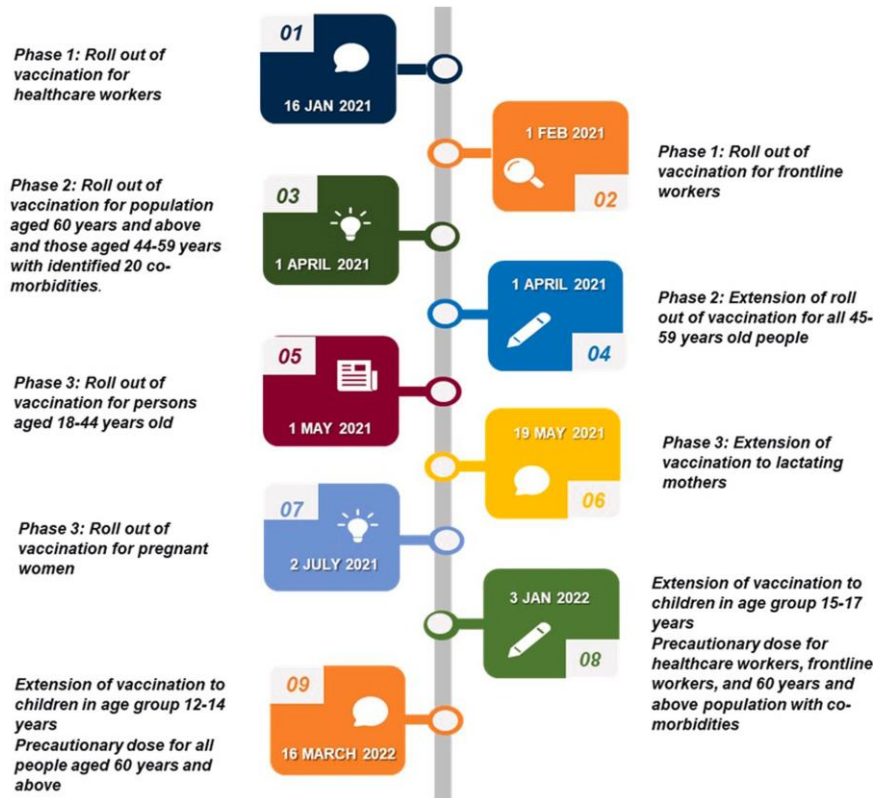 01
Phase 1: Roll out of
vaccination for
healthcare workers
16 JAN 2021
1 FEB 2021
Phase 1: Roll out of
vaccination for frontline
workers
02
Phase 2: Roll out of
vaccination for population
aged 60 years and above
and those aged 44-59 years
with identified 20 co-
morbidities.
03
1 APRIL 2021
1 APRIL 2021
Phase 2: Extension of roll
out of vaccination for all 45-
59 years old people
04
05
Phase 3: Roll out of
vaccination for persons
aged 18-44 years old
1 MAY 2021
19 MAY 2021
Phase 3: Extension of
vaccination to lactating
mothers
06
07
Phase 3: Roll out of
vaccination for pregnant
women
2 JULY 2021
3 JAN 2022
Extension of vaccination to
children in age group 15-17
years
Precautionary dose for
healthcare workers, frontline
workers, and 60 years and
above population with co-
morbidities
08
09
Extension of vaccination to
children in age group 12-14
years
Precautionary dose for all
people aged 60 years and
above
16 MARCH 2022